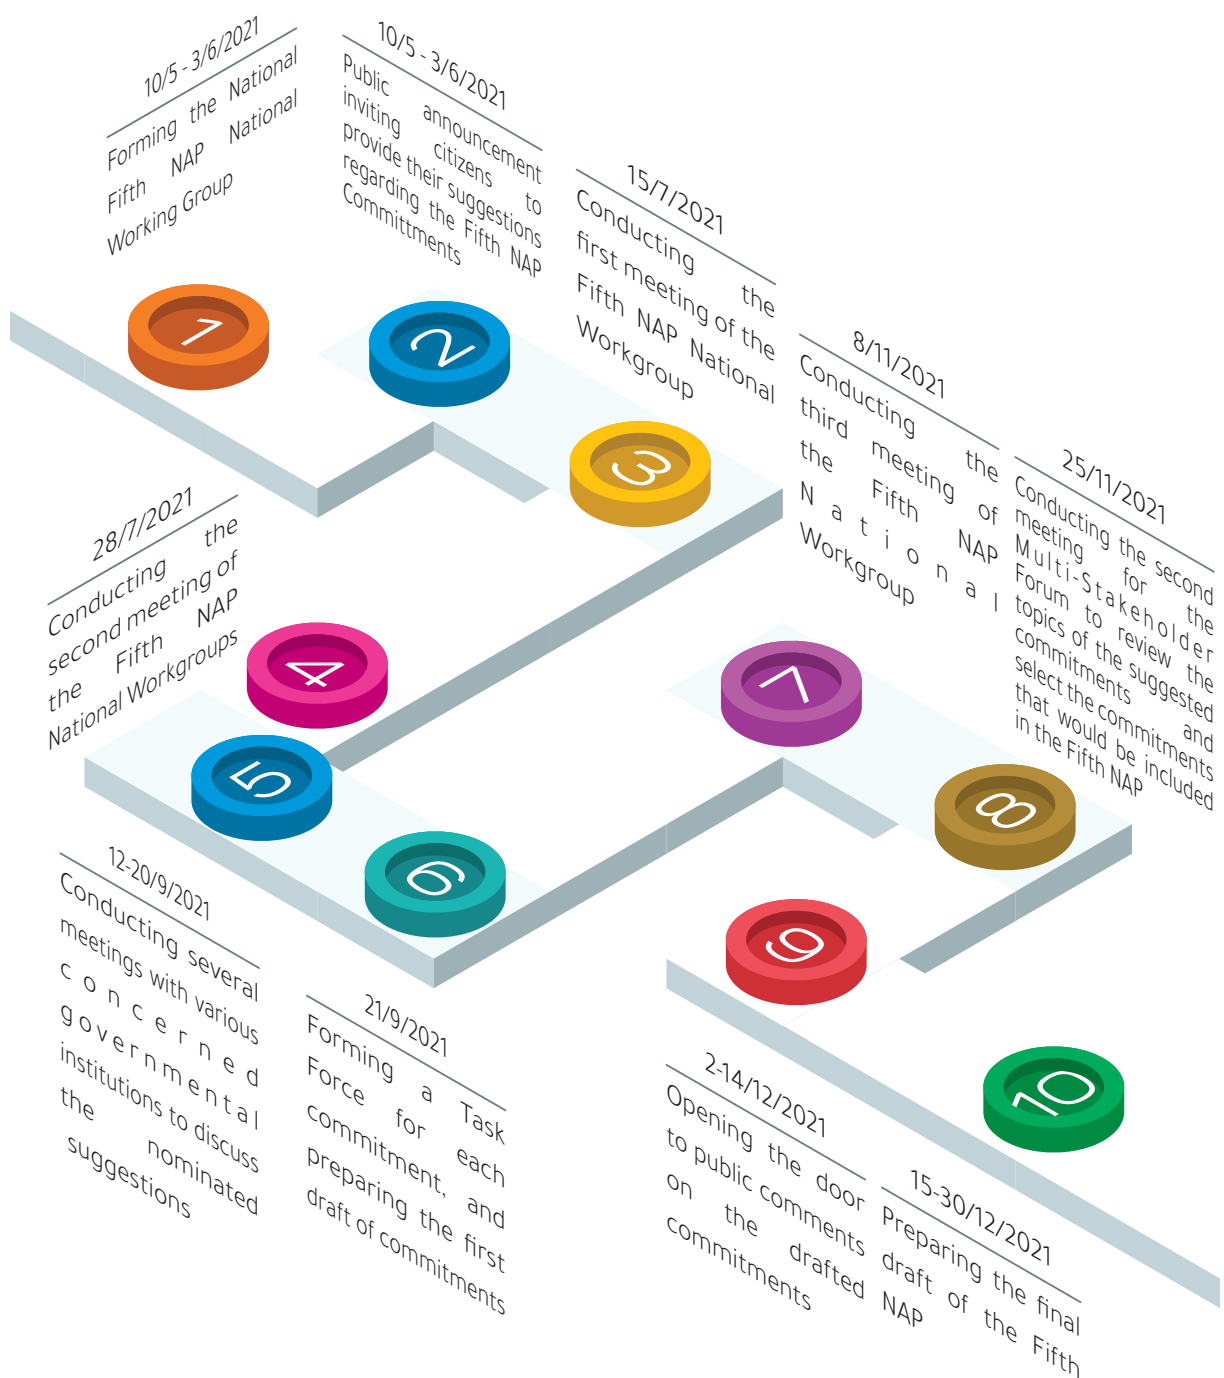 10/5 - 3/6/2021
Forming the National
Fifth NAP National
Working Group
1
10/5 - 3/6/2021
Public announcement
inviting citizens to
provide their suggestions
regarding the Fifth NAP
Committments
2
15/7/2021
Conducting the
first meeting of the
Fifth NAP National
Workgroup
3
28/7/2021
Conducting the
second meeting of
the Fifth NAP
National Workgroups
4
12-20/9/2021
Conducting several
meetings with various
concerned
governmental
institutions to discuss
the nominated
suggestions
5
21/9/2021
Forming a Task
Force for each
commitment, and
preparing the first
draft of commitments
6
8/11/2021
Conducting the
third meeting of
the Fifth NAP
National
Workgroup
7
25/11/2021
Conducting the second
meeting for the
Multi-Stakeholder
Forum to review the
topics of the suggested
commitments and
select the commitments
that would be included
in the Fifth NAP
8
2-14/12/2021
Opening the door
to public comments
on the drafted
commitments
9
15-30/12/2021
Preparing the final
draft of the Fifth
NAP
10